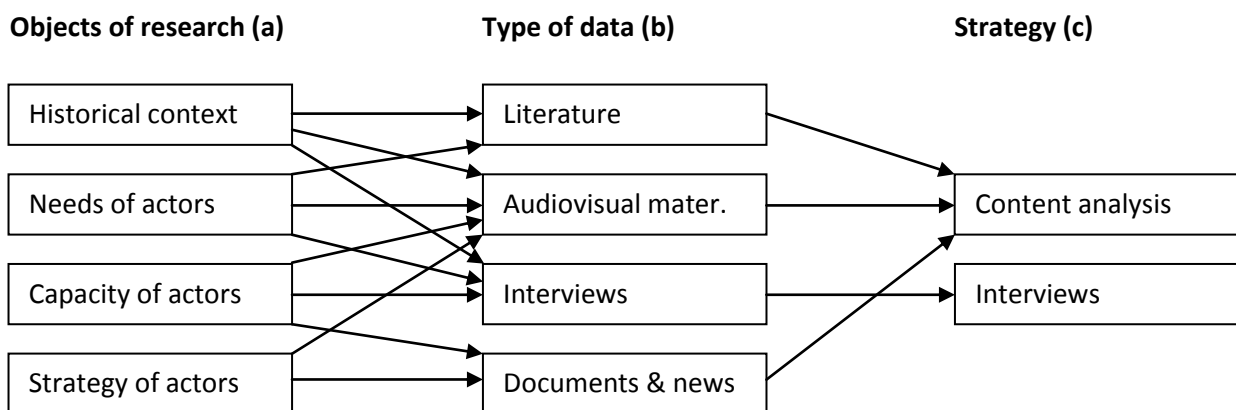 Objects of research (a)
Type of data (b)
Strategy (c)
Historical context
Literature
Needs of actors
Audiovisual mater.
Content analysis
Capacity of actors
Interviews
Interviews
Strategy of actors
Documents & news